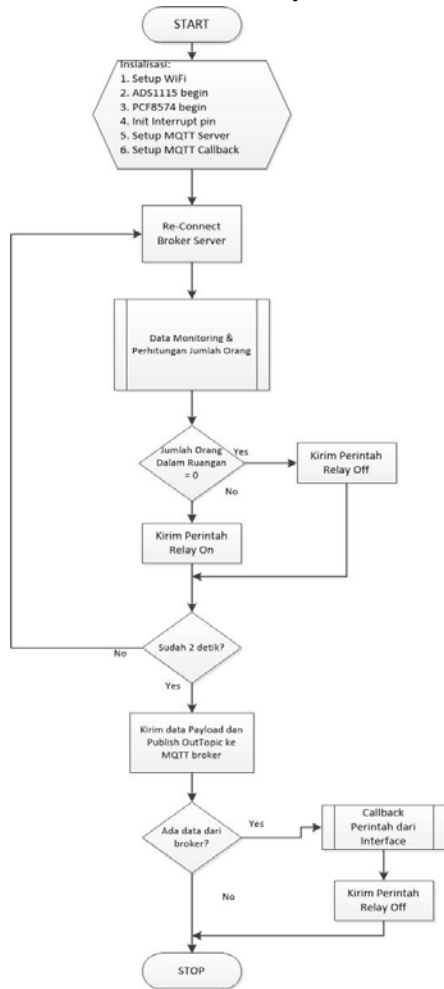 START
Insialisasi:
1. Setup WiFi
2. ADS1115 begin
3. PCF8574 begin
4. Init Interrupt pin
5. Setup MQTT Server
6. Setup MQTT Callback
Re-Connect
Broker Server
Data Monitoring &
Perhitungan Jumlah Orang
Jumlah Orang
Dalam Ruangan
= 0
Yes
No
Kirim Perintah
Relay Off
Kirim Perintah
Relay On
Sudah 2 detik?
No
Yes
Kirim data Payload dan
Publish OutTopic ke
MQTT broker
Ada data dari
broker?
Yes
No
Callback
Perintah dari
Interface
Kirim Perintah
Relay Off
STOP